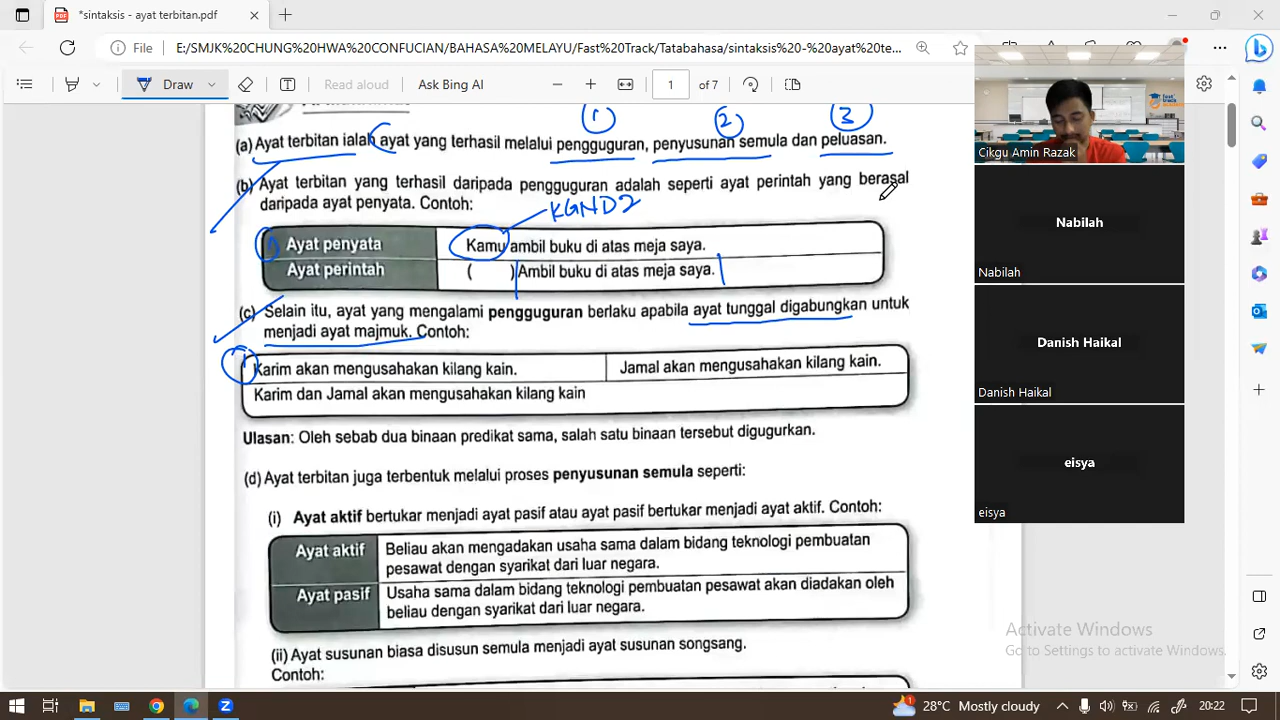 *sintaksis - ayat terbitan.pdf
File
E:/SMJK%20CHUNG%20HWA%20CONFUCIAN/BAHASA%20MELAYU/Fast%20Track/Tatabahasa/sintaksis%20-%20ayat%20te...
Draw
Read aloud
Ask Bing AI
1
of 7
1 2 3
(a) Ayat terbitan ialah ayat yang terhasil melalui pengguguran, penyusunan semula dan peluasan.
(b) Ayat terbitan yang terhasil daripada pengguguran adalah seperti ayat perintah yang berasal
daripada ayat penyata. Contoh:
KGND2
Ayat penyata Kamu ambil buku di atas meja saya.
Ayat perintah ( ) Ambil buku di atas meja saya.
(c) Selain itu, ayat yang mengalami pengguguran berlaku apabila ayat tunggal digabungkan untuk
menjadi ayat majmuk. Contoh:
Karim akan mengusahakan kilang kain. Jamal akan mengusahakan kilang kain.
Karim dan Jamal akan mengusahakan kilang kain
Ulasan: Oleh sebab dua binaan predikat sama, salah satu binaan tersebut digugurkan.
(d) Ayat terbitan juga terbentuk melalui proses penyusunan semula seperti:
(i) Ayat aktif bertukar menjadi ayat pasif atau ayat pasif bertukar menjadi ayat aktif. Contoh:
Ayat aktif Beliau akan mengadakan usaha sama dalam bidang teknologi pembuatan
pesawat dengan syarikat dari luar negara.
Ayat pasif Usaha sama dalam bidang teknologi pembuatan pesawat akan diadakan oleh
beliau dengan syarikat dari luar negara.
(ii) Ayat susunan biasa disusun semula menjadi ayat susunan songsang.
Contoh:
Cikgu Amin Razak
Nabilah
Nabilah
Danish Haikal
Danish Haikal
eisya
eisya
Activate Windows
Go to Settings to activate Windows.
28°C Mostly cloudy
20:22